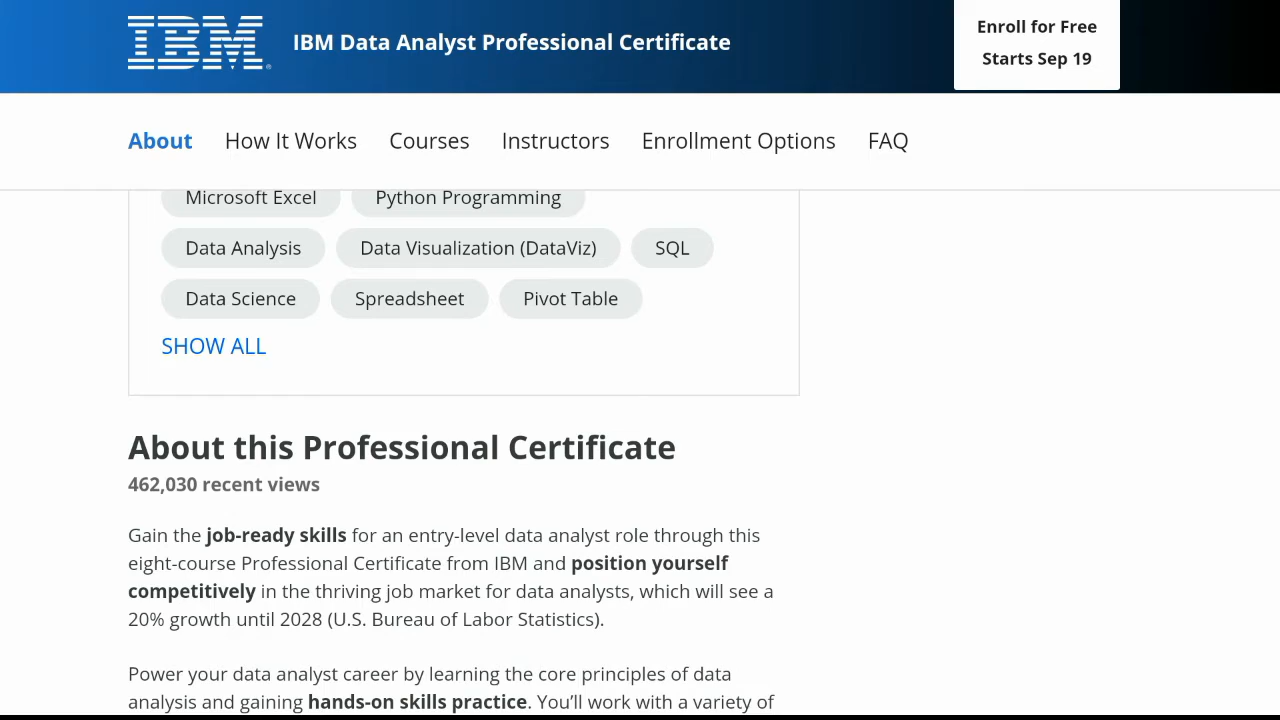 IBM
IBM Data Analyst Professional Certificate
Enroll for Free
Starts Sep 19
About How It Works Courses Instructors Enrollment Options FAQ
Microsoft Excel Python Programming
Data Analysis Data Visualization (DataViz) SQL
Data Science Spreadsheet Pivot Table
SHOW ALL
About this Professional Certificate
462,030 recent views
Gain the job-ready skills for an entry-level data analyst role through this
eight-course Professional Certificate from IBM and position yourself
competitively in the thriving job market for data analysts, which will see a
20% growth until 2028 (U.S. Bureau of Labor Statistics).
Power your data analyst career by learning the core principles of data
analysis and gaining hands-on skills practice. You’ll work with a variety of